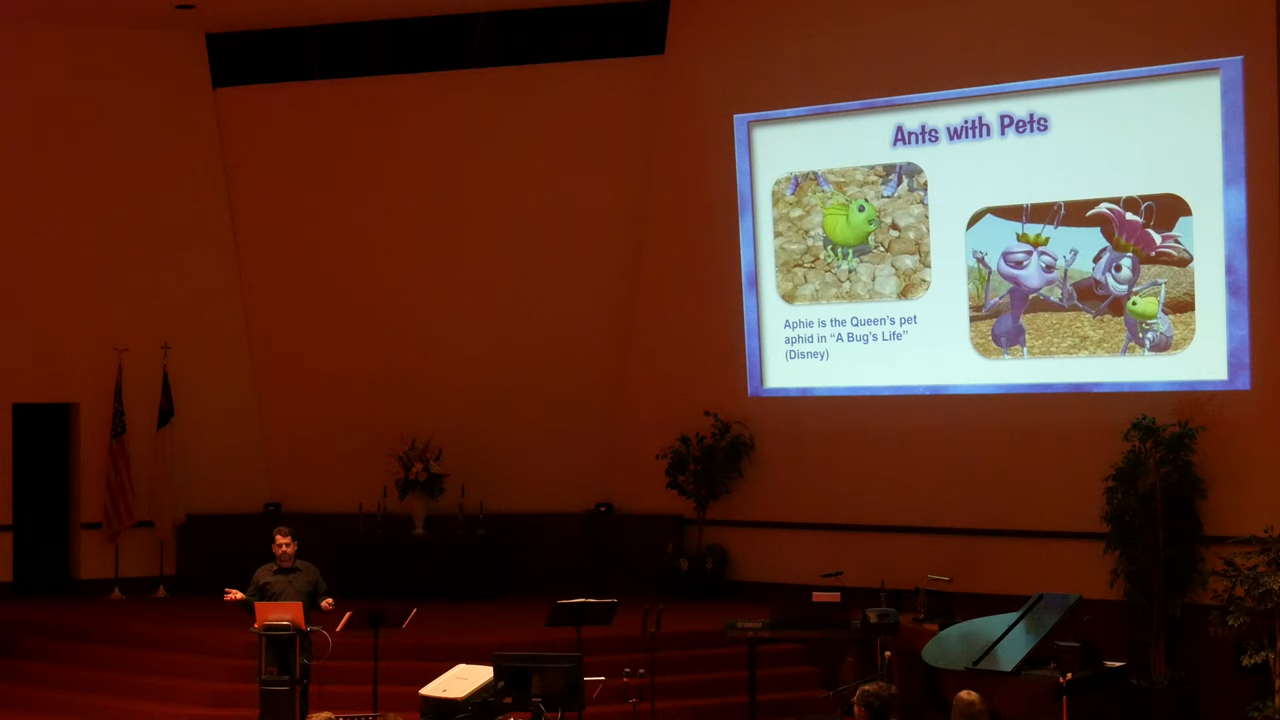 Ants with Pets
Aphie is the Queen's pet
aphid in "A Bug's Life"
(Disney)